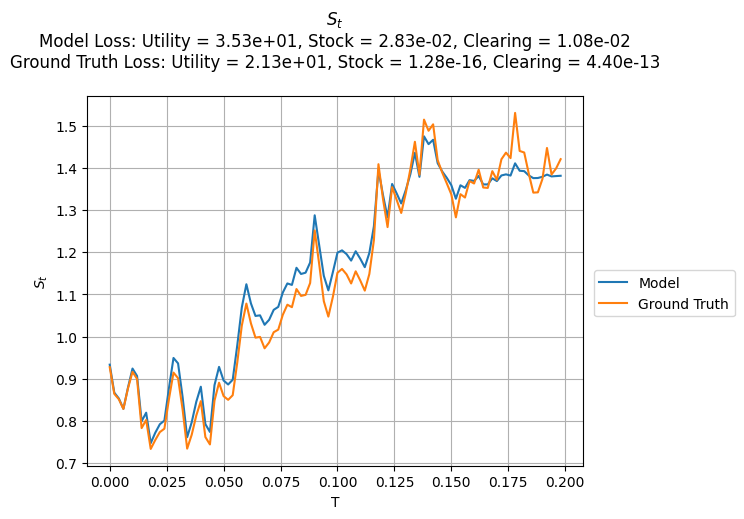 S_t
Model Loss: Utility = 3.53e+01, Stock = 2.83e-02, Clearing = 1.08e-02
Ground Truth Loss: Utility = 2.13e+01, Stock = 1.28e-16, Clearing = 4.40e-13
1.5
1.4
1.3
1.2
1.1
1.0
0.9
0.8
0.7
S_t
0.000 0.025 0.050 0.075 0.100 0.125 0.150 0.175 0.200
T
Model
Ground Truth